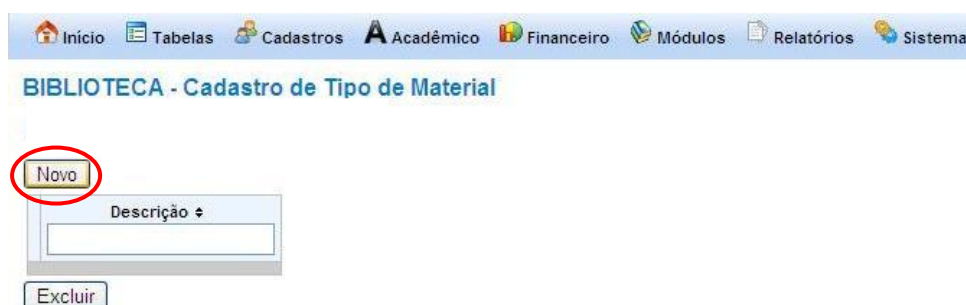 Início Tabelas Cadastros A Acadêmico Financeiro Módulos Relatórios Sistema
BIBLIOTECA - Cadastro de Tipo de Material
Novo
Descrição
Excluir